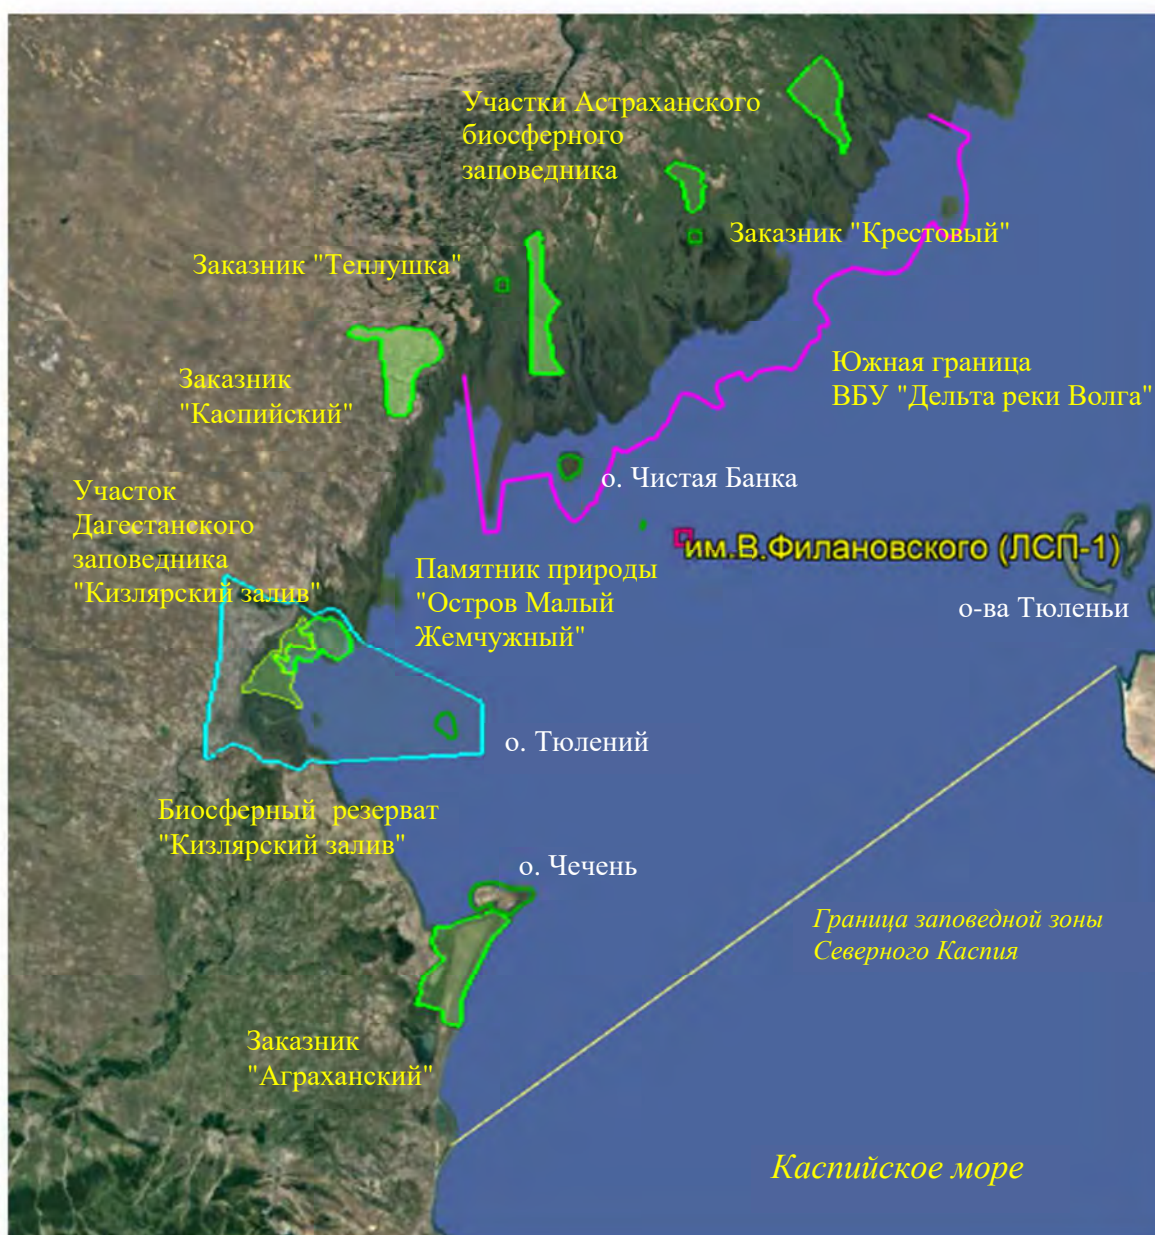 Участки Астраханского
биосферного
заповедника
Заказник "Крестовый"
Заказник "Теплушка"
Заказник
"Каспийский"
Южная граница
ВБУ "Дельта реки Волга"
о. Чистая Банка
Участок
Дагестанского
заповедника
"Кизлярский залив"
им.В.Филановского (ЛСП-1)
Памятник природы
"Остров Малый
Жемчужный"
о-ва Тюленьи
о. Тюлений
Биосферный резерват
"Кизлярский залив"
о. Чечень
Граница заповедной зоны
Северного Каспия
Заказник
"Аграханский"
Каспийское море